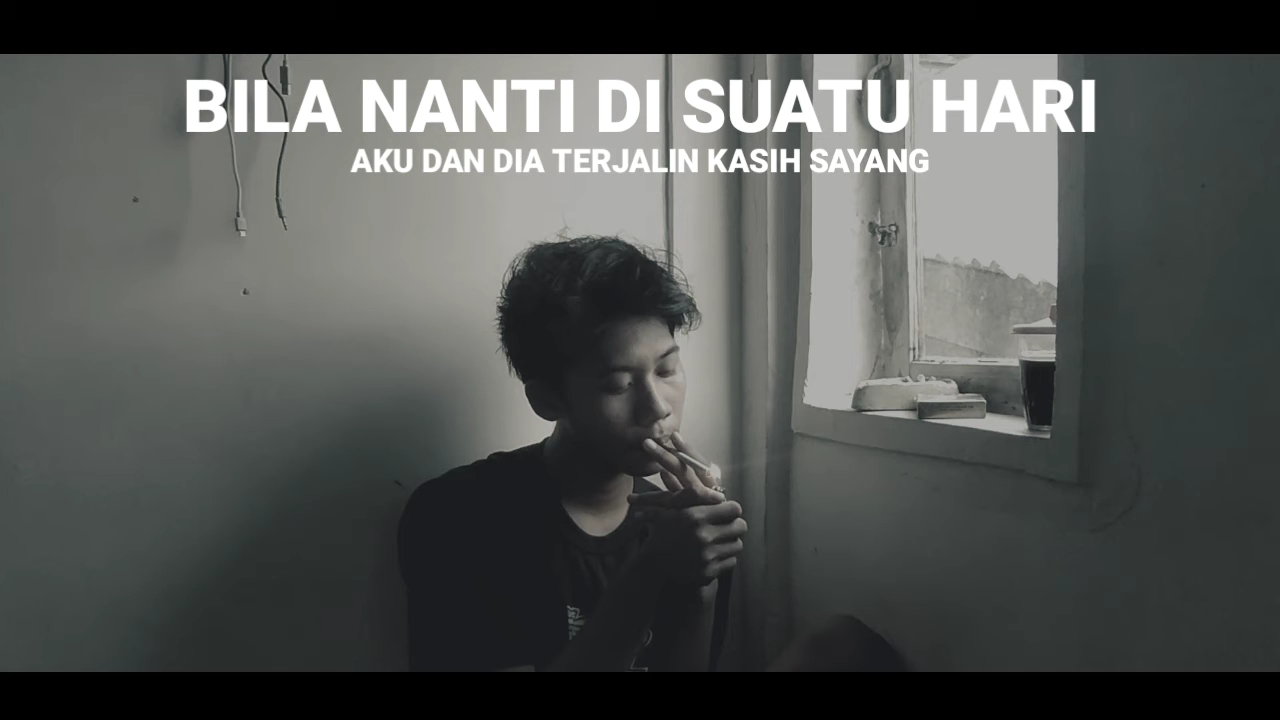 BILA NANTI DI SUATU HARI
AKU DAN DIA TERJALIN KASIH SAYANG